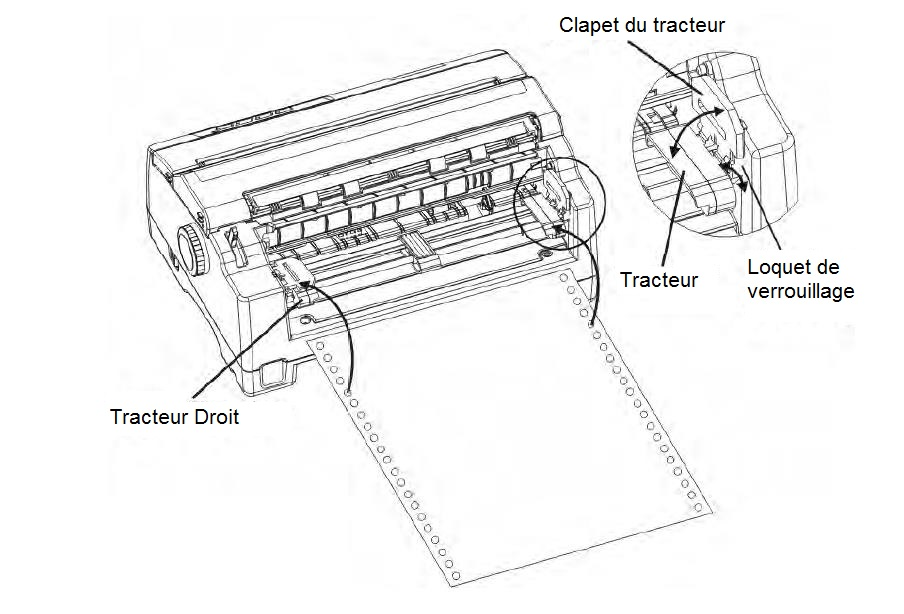 Clapet du tracteur
Tracteur
Loquet de
verrouillage
Tracteur Droit